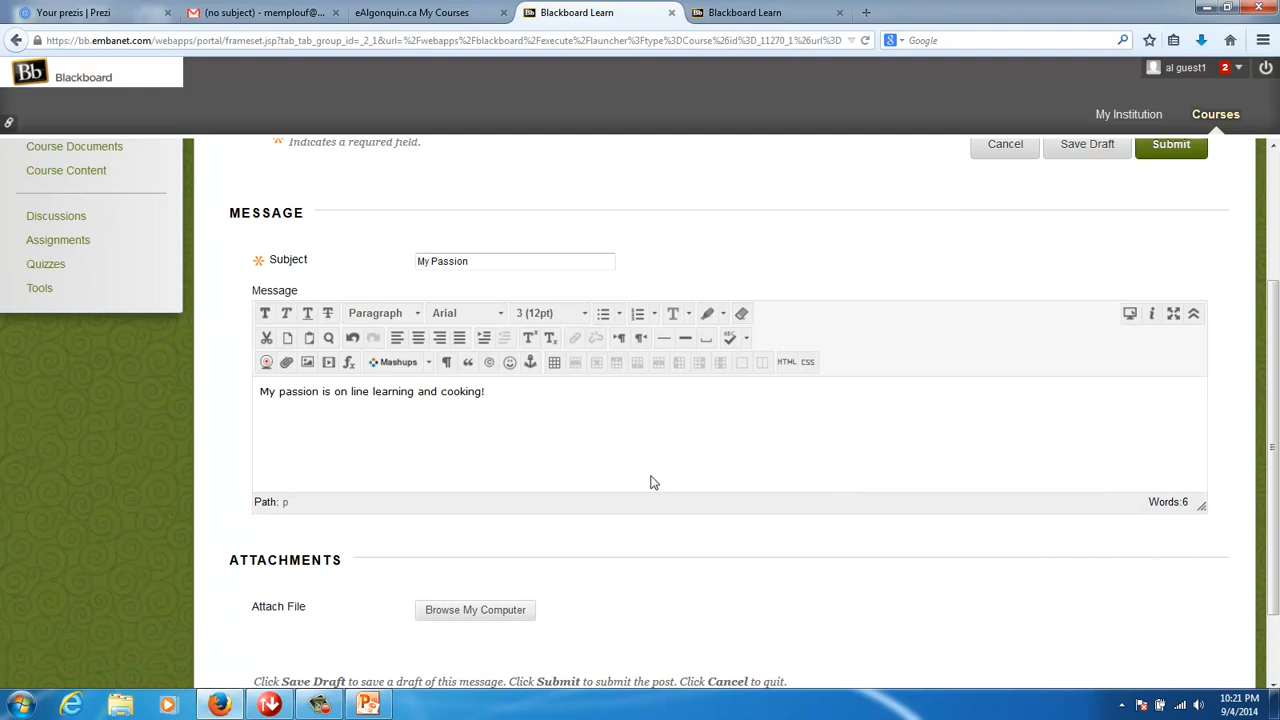 Your prezis | Prezi
(no subject) - memplouf@...
eAlgonquin.ca My Courses
Blackboard Learn
Blackboard Learn
https://bb.embanet.com/webapps/portal/frameset.jsp?tab_tab_group_id=_2_1&url=%2Fwebapps%2Fblackboard%2Fexecute%2Flauncher%3Ftype%3DCourse%26id%3D_11270_1%26url%3D
Google
Bb Blackboard
al guest1 2
My Institution
Courses
Course Documents
Course Content
Discussions
Assignments
Quizzes
Tools
Indicates a required field.
Cancel
Save Draft
Submit
MESSAGE
Subject
My Passion
Message
Paragraph
Arial
3 (12pt)
Mashups
HTML CSS
My passion is on line learning and cooking!
Path: p
Words:6
ATTACHMENTS
Attach File
Browse My Computer
Click Save Draft to save a draft of this message. Click Submit to submit the post. Click Cancel to quit.
10:21 PM
9/4/2014